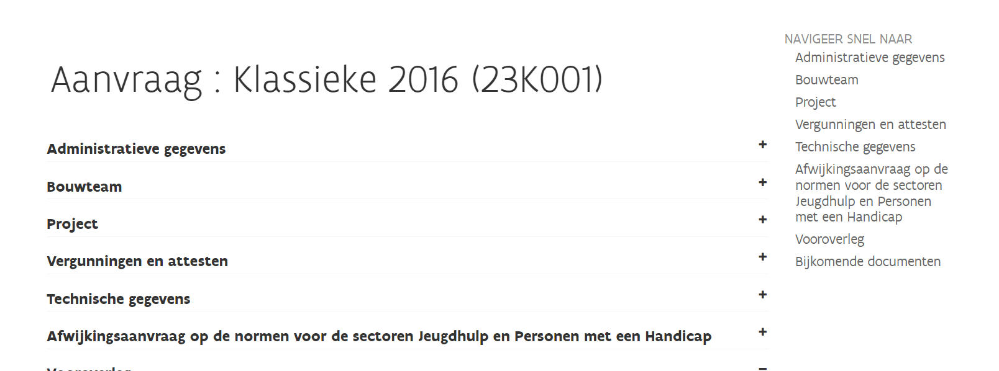 Aanvraag : Klassieke 2016 (23K001)
Administratieve gegevens
Bouwteam
Project
Vergunningen en attesten
Technische gegevens
Afwijkingsaanvraag op de normen voor de sectoren Jeugdhulp en Personen met een Handicap
Vooroverleg
NAVIGEER SNEL NAAR
Administratieve gegevens
Bouwteam
Project
Vergunningen en attesten
Technische gegevens
Afwijkingsaanvraag op de
normen voor de sectoren
Jeugdhulp en Personen
met een Handicap
Vooroverleg
Bijkomende documenten